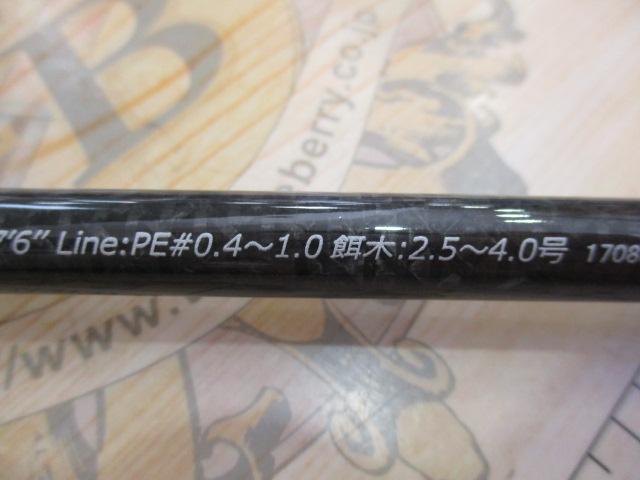 B
eberry.co.jp
7'6" Line:PE#0.4～1.0 餌木:2.5～4.0号 1708
/www.